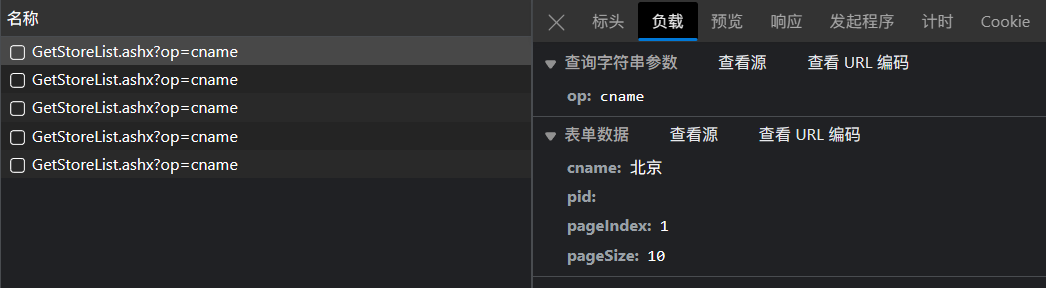 名称
GetStoreList.ashx?op=cname
GetStoreList.ashx?op=cname
GetStoreList.ashx?op=cname
GetStoreList.ashx?op=cname
GetStoreList.ashx?op=cname
标头 负载 预览 响应 发起程序 计时 Cookie
查询字符串参数 查看源 查看 URL 编码
op: cname
表单数据 查看源 查看 URL 编码
cname: 北京
pid:
pageIndex: 1
pageSize: 10